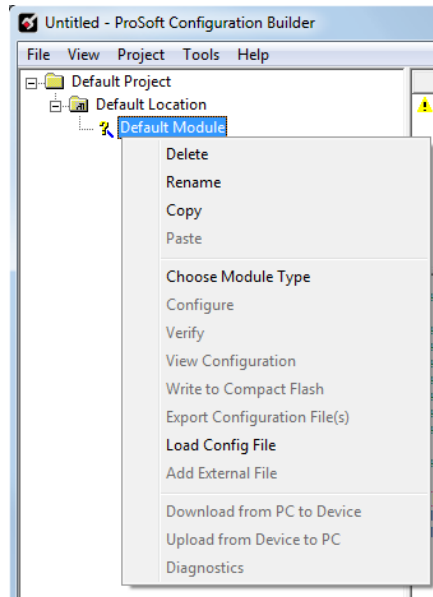 Untitled - ProSoft Configuration Builder
File View Project Tools Help
Default Project
Default Location
Default Module
Delete
Rename
Copy
Paste
Choose Module Type
Configure
Verify
View Configuration
Write to Compact Flash
Export Configuration File(s)
Load Config File
Add External File
Download from PC to Device
Upload from Device to PC
Diagnostics